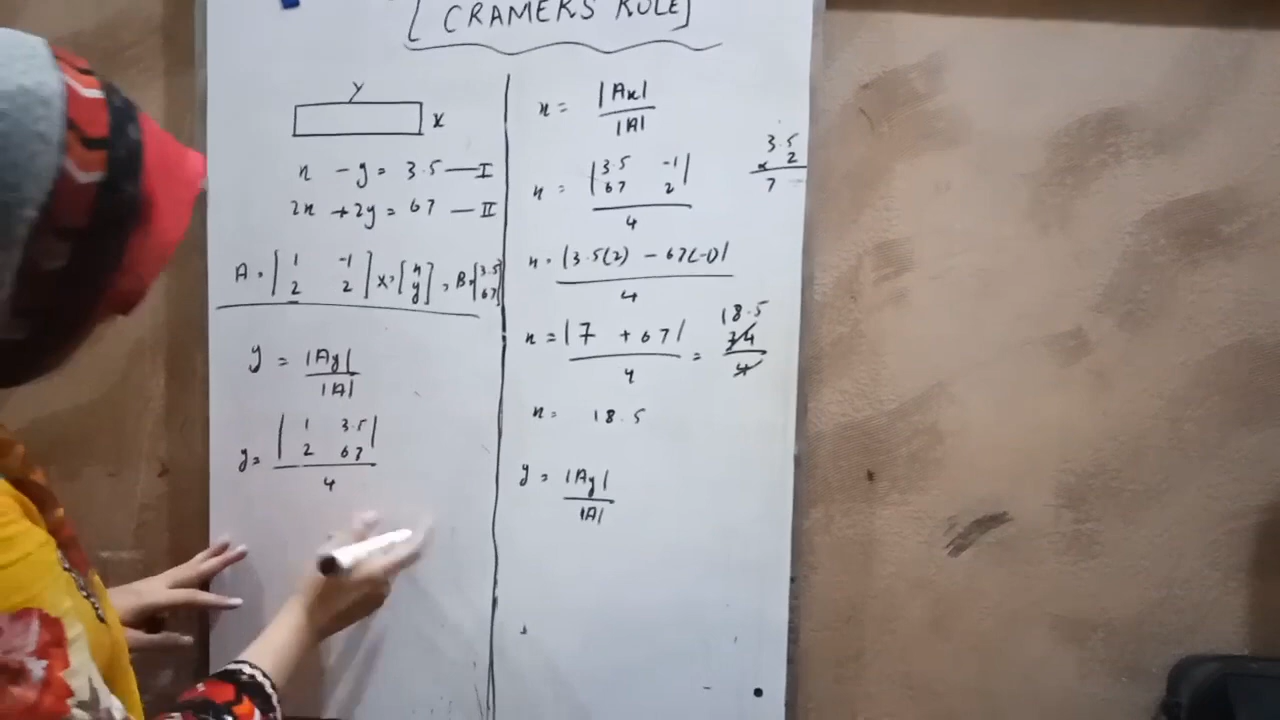 [CRAMERS RULE]
y
x
x - y = 3.5 — I
2x + 2y = 67 — II
A = |1 -1| X = [x], B = [3.5]
2 2 y 67
y = |Ay|
|A|
y = |1 3.5|
2 67
4
x = |Ax|
|A|
x = |3.5 -1|
67 2
4
3.5
x 2
7
x = |3.5(2) - 67(-1)|
4
x = |7 + 67| = 74 18.5
4 4
x = 18.5
y = |Ay|
|A|